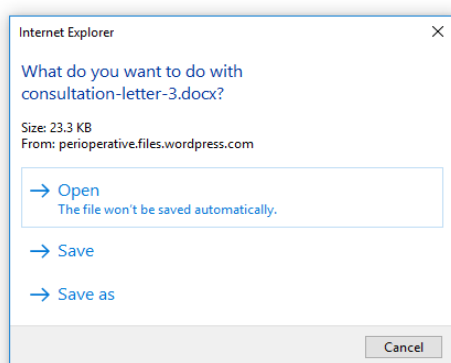 Internet Explorer
What do you want to do with
consultation-letter-3.docx?
Size: 23.3 KB
From: perioperative.files.wordpress.com
Open
The file won't be saved automatically.
Save
Save as
Cancel